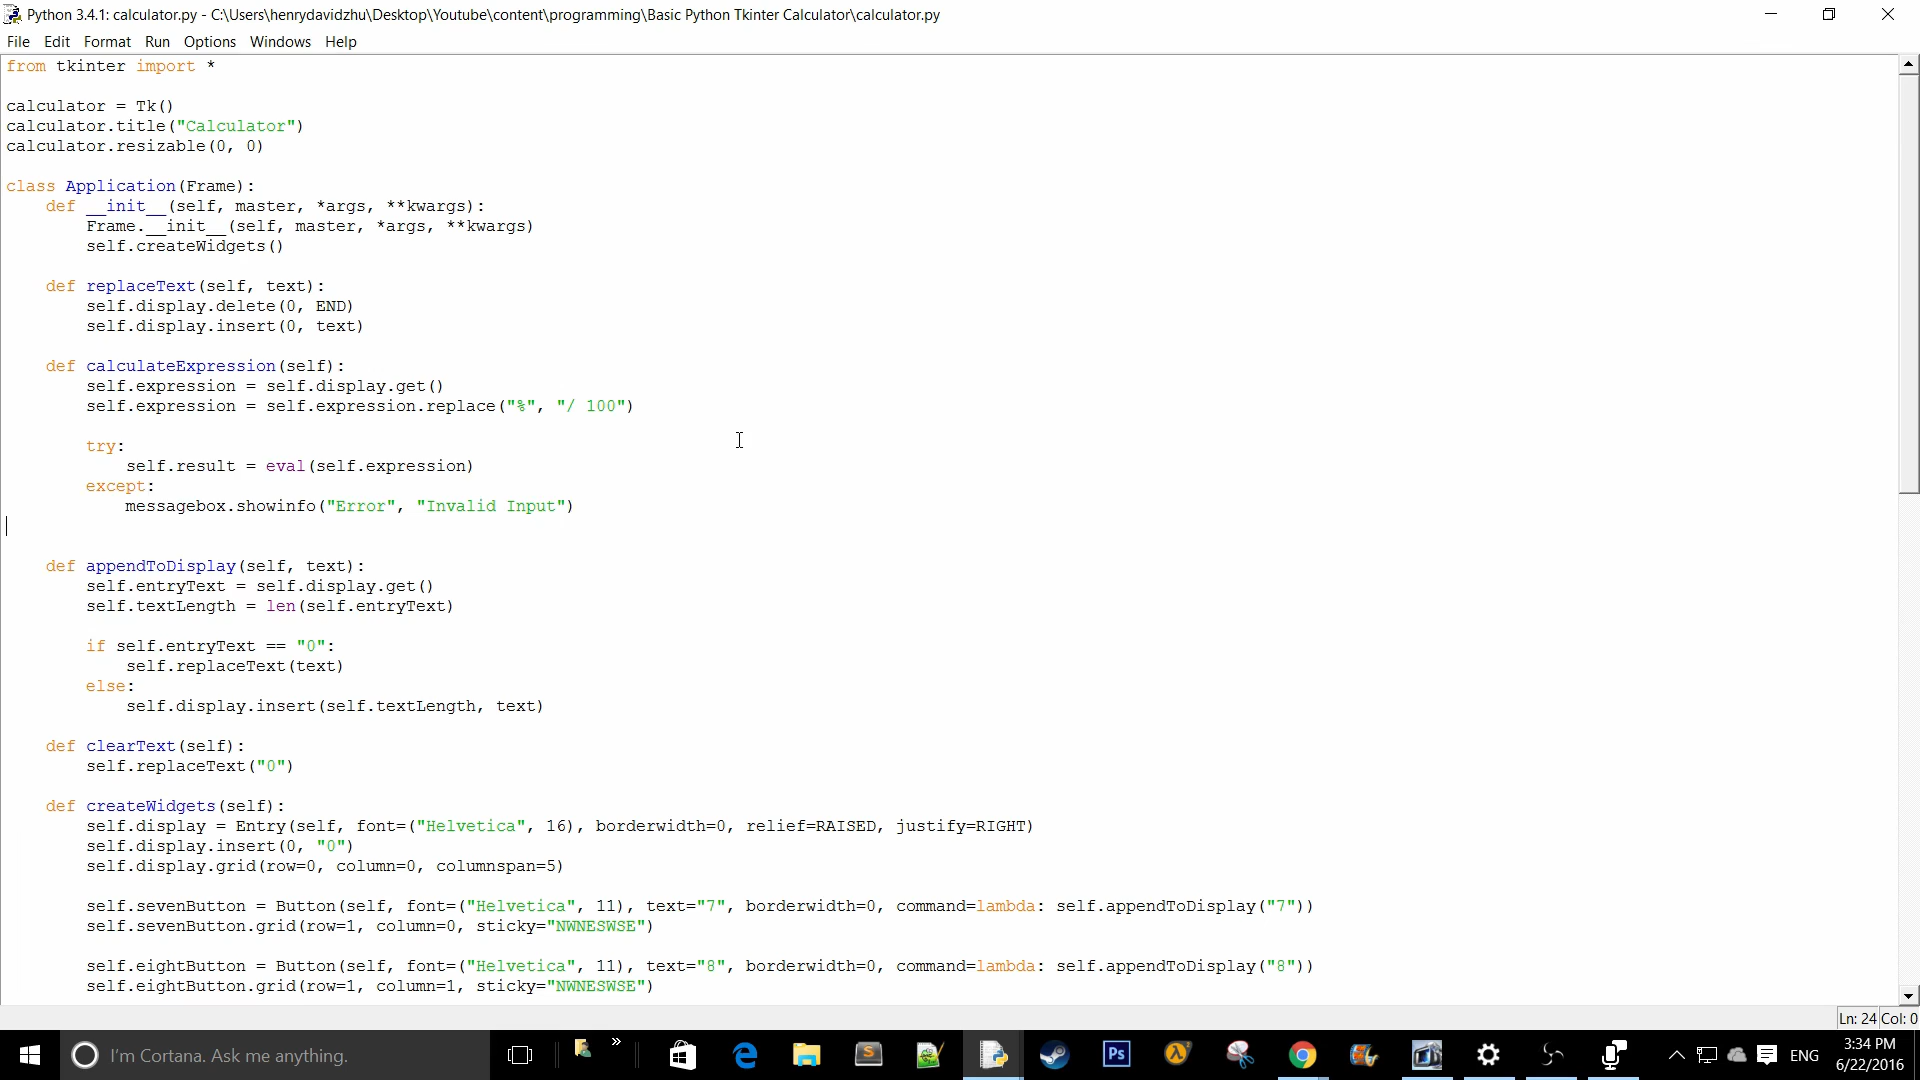 Python 3.4.1: calculator.py - C:\Users\henrydavidzhu\Desktop\Youtube\content\programming\Basic Python Tkinter Calculator\calculator.py
File Edit Format Run Options Windows Help
from tkinter import *
calculator = Tk()
calculator.title("Calculator")
calculator.resizable(0, 0)
class Application(Frame):
    def __init__(self, master, *args, **kwargs):
        Frame.__init__(self, master, *args, **kwargs)
        self.createWidgets()
    def replaceText(self, text):
        self.display.delete(0, END)
        self.display.insert(0, text)
    def calculateExpression(self):
        self.expression = self.display.get()
        self.expression = self.expression.replace("%", "/ 100")
        try:
            self.result = eval(self.expression)
        except:
            messagebox.showinfo("Error", "Invalid Input")
    def appendToDisplay(self, text):
        self.entryText = self.display.get()
        self.textLength = len(self.entryText)
        if self.entryText == "0":
            self.replaceText(text)
        else:
            self.display.insert(self.textLength, text)
    def clearText(self):
        self.replaceText("0")
    def createWidgets(self):
        self.display = Entry(self, font=("Helvetica", 16), borderwidth=0, relief=RAISED, justify=RIGHT)
        self.display.insert(0, "0")
        self.display.grid(row=0, column=0, columnspan=5)
        self.sevenButton = Button(self, font=("Helvetica", 11), text="7", borderwidth=0, command=lambda: self.appendToDisplay("7"))
        self.sevenButton.grid(row=1, column=0, sticky="NWNESWSE")
        self.eightButton = Button(self, font=("Helvetica", 11), text="8", borderwidth=0, command=lambda: self.appendToDisplay("8"))
        self.eightButton.grid(row=1, column=1, sticky="NWNESWSE")
Ln: 24 Col: 0
I'm Cortana. Ask me anything.
»
S
Ps
ENG
3:34 PM
6/22/2016